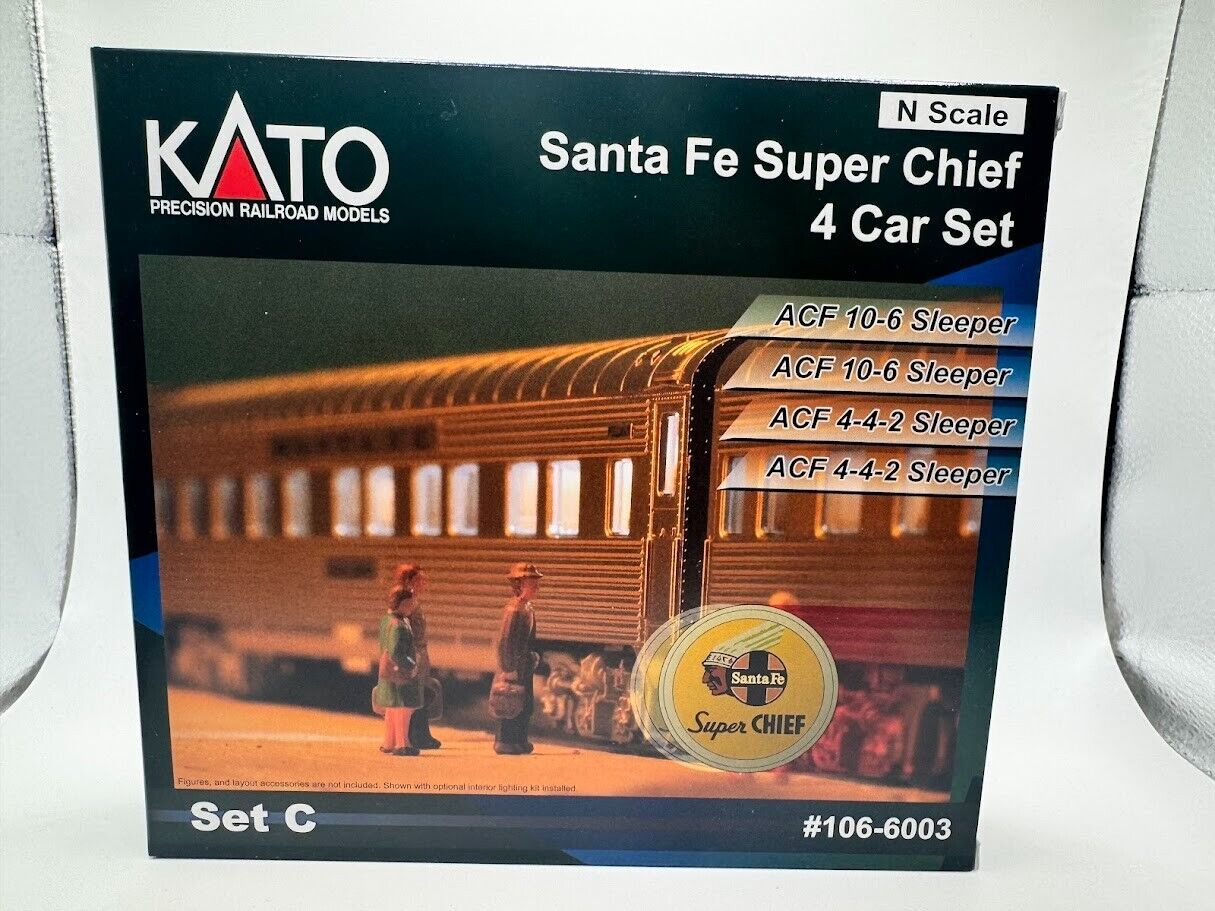 KATO
PRECISION RAILROAD MODELS
N Scale
Santa Fe Super Chief
4 Car Set
ACF 10-6 Sleeper
ACF 10-6 Sleeper
ACF 4-4-2 Sleeper
ACF 4-4-2 Sleeper
Santa Fe
Super CHIEF
Figures, and layout accessories are not included. Shown with optional interior lighting kit installed.
Set C
#106-6003